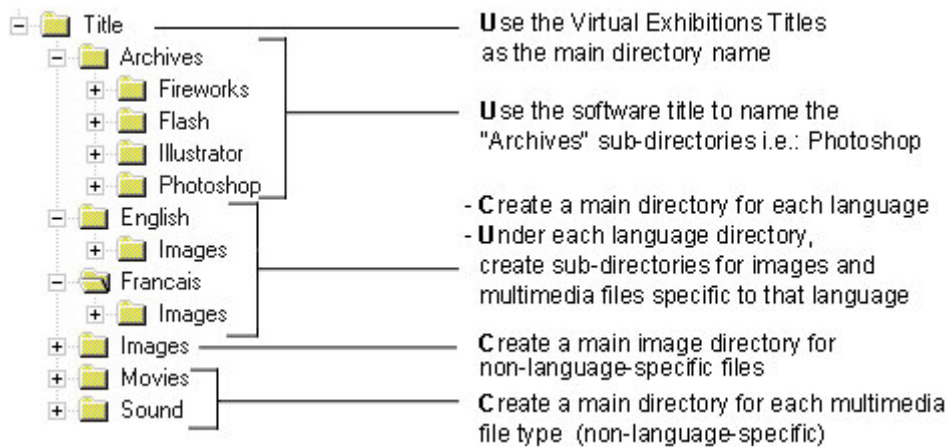 Title
Archives
Fireworks
Flash
Illustrator
Photoshop
English
Images
Francais
Images
Images
Movies
Sound
Use the Virtual Exhibitions Titles
as the main directory name
Use the software title to name the
"Archives" sub-directories i.e.: Photoshop
- Create a main directory for each language
- Under each language directory,
create sub-directories for images and
multimedia files specific to that language
Create a main image directory for
non-language-specific files
Create a main directory for each multimedia
file type (non-language-specific)